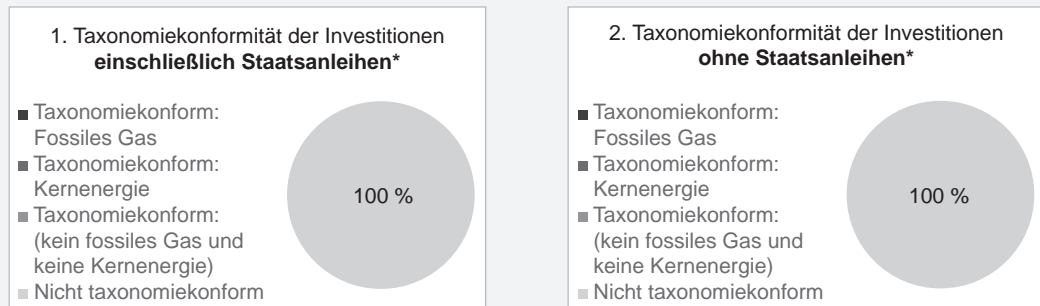 1. Taxonomiekonformität der Investitionen
einschließlich Staatsanleihen*
Taxonomiekonform:
Fossiles Gas
Taxonomiekonform:
Kernenergie
Taxonomiekonform:
(kein fossiles Gas und
keine Kernenergie)
Nicht taxonomiekonform
100 %
2. Taxonomiekonformität der Investitionen
ohne Staatsanleihen*
Taxonomiekonform:
Fossiles Gas
Taxonomiekonform:
Kernenergie
Taxonomiekonform:
(kein fossiles Gas und
keine Kernenergie)
Nicht taxonomiekonform
100 %